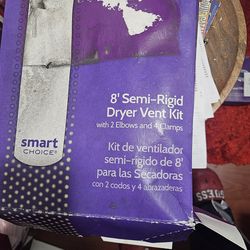 8' Semi-Rigid
Dryer Vent Kit
with 2 Elbows and 4 Clamps
smart
CHOICE®
Kit de ventilador
semi-rígido de 8'
para las Secadoras
con 2 codos y 4 abrazaderas